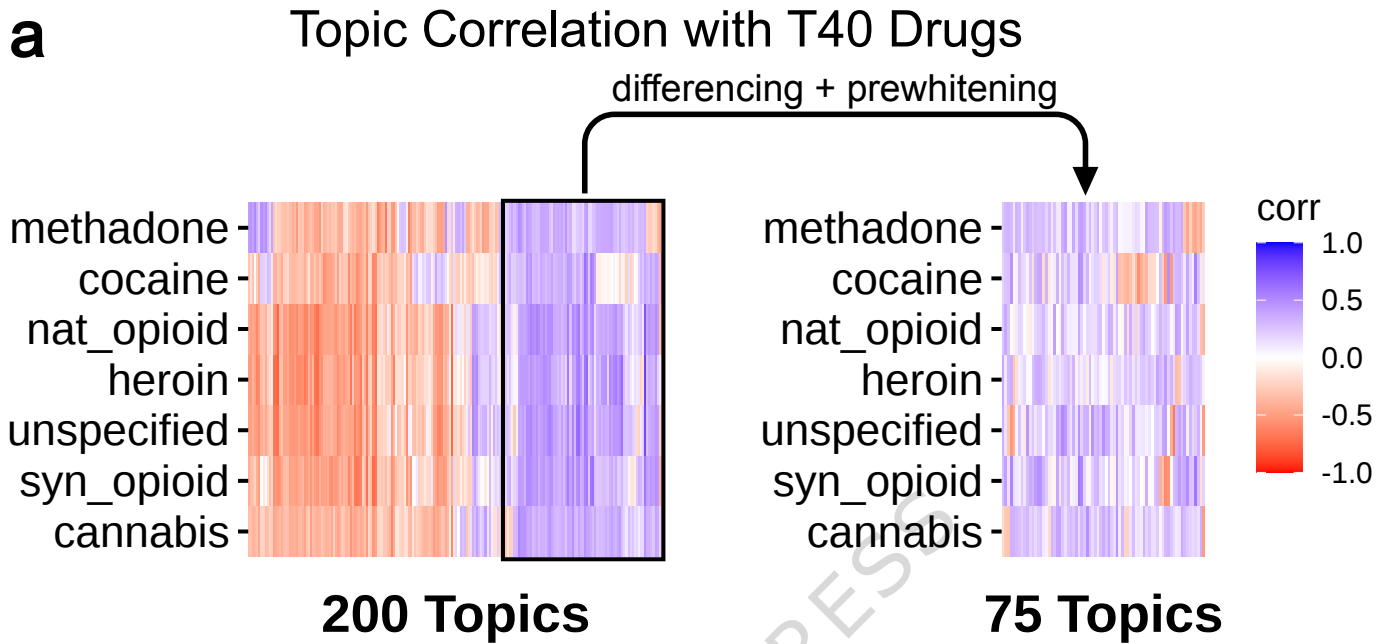 a
Topic Correlation with T40 Drugs
differencing + prewhitening
methadone
cocaine
nat_opioid
heroin
unspecified
syn_opioid
cannabis
200 Topics
methadone
cocaine
nat_opioid
heroin
unspecified
syn_opioid
cannabis
75 Topics
corr
1.0
0.5
0.0
-0.5
-1.0
RESS